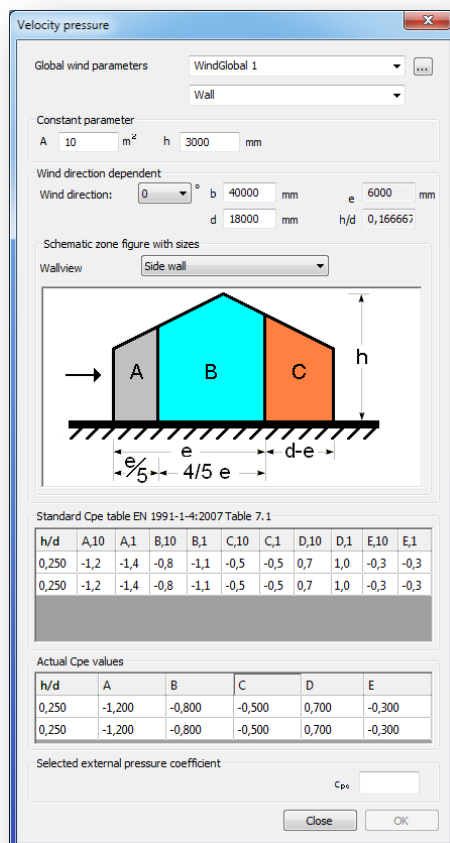 Velocity pressure
Global wind parameters WindGlobal 1 ...
Wall
Constant parameter
A 10 m² h 3000 mm
Wind direction dependent
Wind direction: 0 ° b 40000 mm e 6000 mm
d 18000 mm h/d 0,166667
Schematic zone figure with sizes
Wallview Side wall
A B C h
e
e/5 4/5 e d-e
Standard Cpe table EN 1991-1-4:2007 Table 7.1
h/d A,10 A,1 B,10 B,1 C,10 C,1 D,10 D,1 E,10 E,1
0,250 -1,2 -1,4 -0,8 -1,1 -0,5 -0,5 0,7 1,0 -0,3 -0,3
0,250 -1,2 -1,4 -0,8 -1,1 -0,5 -0,5 0,7 1,0 -0,3 -0,3
Actual Cpe values
h/d A B C D E
0,250 -1,200 -0,800 -0,500 0,700 -0,300
0,250 -1,200 -0,800 -0,500 0,700 -0,300
Selected external pressure coefficient
cpe
Close OK